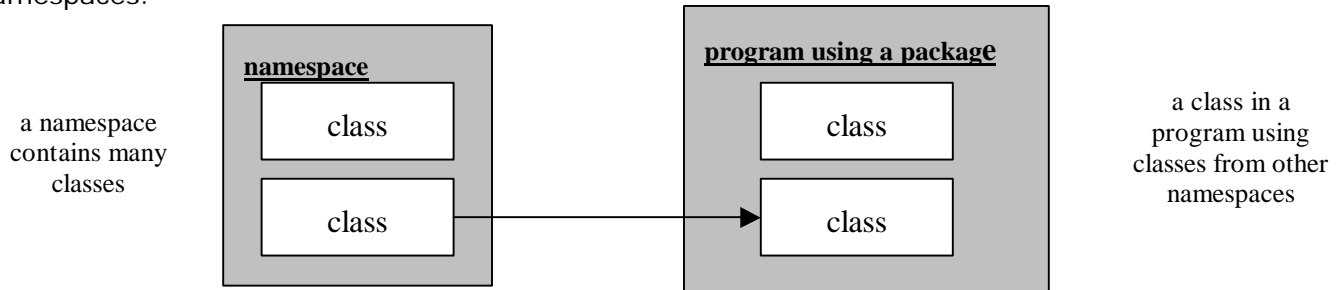 amespaces.
a namespace
contains many
classes
namespace
class
class
program using a package
class
class
a class in a
program using
classes from other
namespaces